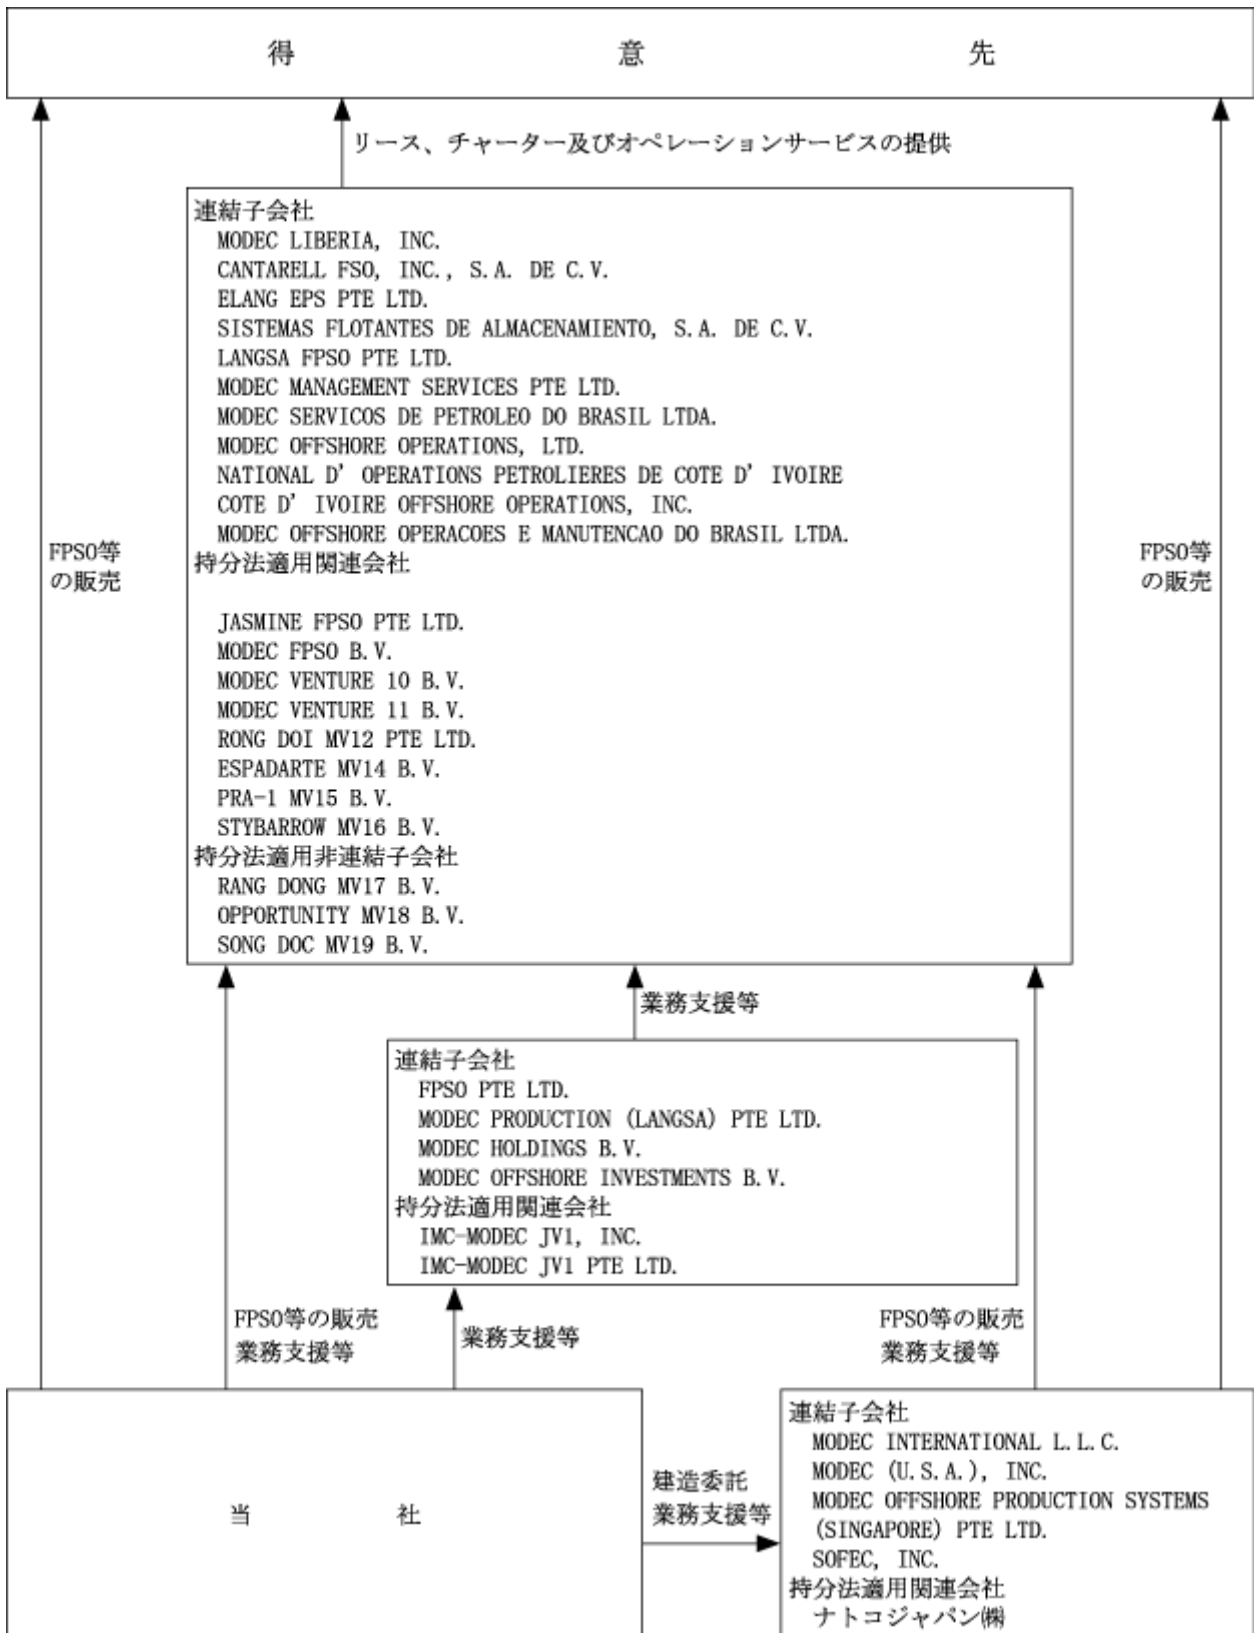 得意先
リース、チャーター及びオペレーションサービスの提供
連結子会社
MODEC LIBERIA, INC.
CANTARELL FSO, INC., S.A. DE C.V.
ELANG EPS PTE LTD.
SISTEMAS FLOTANTES DE ALMACENAMIENTO, S.A. DE C.V.
LANGSA FPSO PTE LTD.
MODEC MANAGEMENT SERVICES PTE LTD.
MODEC SERVICOS DE PETROLEO DO BRASIL LTDA.
MODEC OFFSHORE OPERATIONS, LTD.
NATIONAL D' OPERATIONS PETROLIERES DE COTE D' IVOIRE
COTE D' IVOIRE OFFSHORE OPERATIONS, INC.
MODEC OFFSHORE OPERACOES E MANUTENCAO DO BRASIL LTDA.
持分法適用関連会社
JASMINE FPSO PTE LTD.
MODEC FPSO B.V.
MODEC VENTURE 10 B.V.
MODEC VENTURE 11 B.V.
RONG DOI MV12 PTE LTD.
ESPADARTE MV14 B.V.
PRA-1 MV15 B.V.
STYBARROW MV16 B.V.
持分法適用非連結子会社
RANG DONG MV17 B.V.
OPPORTUNITY MV18 B.V.
SONG DOC MV19 B.V.
FPSO等
の販売
FPSO等
の販売
業務支援等
連結子会社
FPSO PTE LTD.
MODEC PRODUCTION (LANGSA) PTE LTD.
MODEC HOLDINGS B.V.
MODEC OFFSHORE INVESTMENTS B.V.
持分法適用関連会社
IMC-MODEC JV1, INC.
IMC-MODEC JV1 PTE LTD.
FPSO等の販売
業務支援等
業務支援等
FPSO等の販売
業務支援等
当社
建造委託
業務支援等
連結子会社
MODEC INTERNATIONAL L.L.C.
MODEC (U.S.A.), INC.
MODEC OFFSHORE PRODUCTION SYSTEMS
(SINGAPORE) PTE LTD.
SOFEC, INC.
持分法適用関連会社
ナトコジャパン㈱